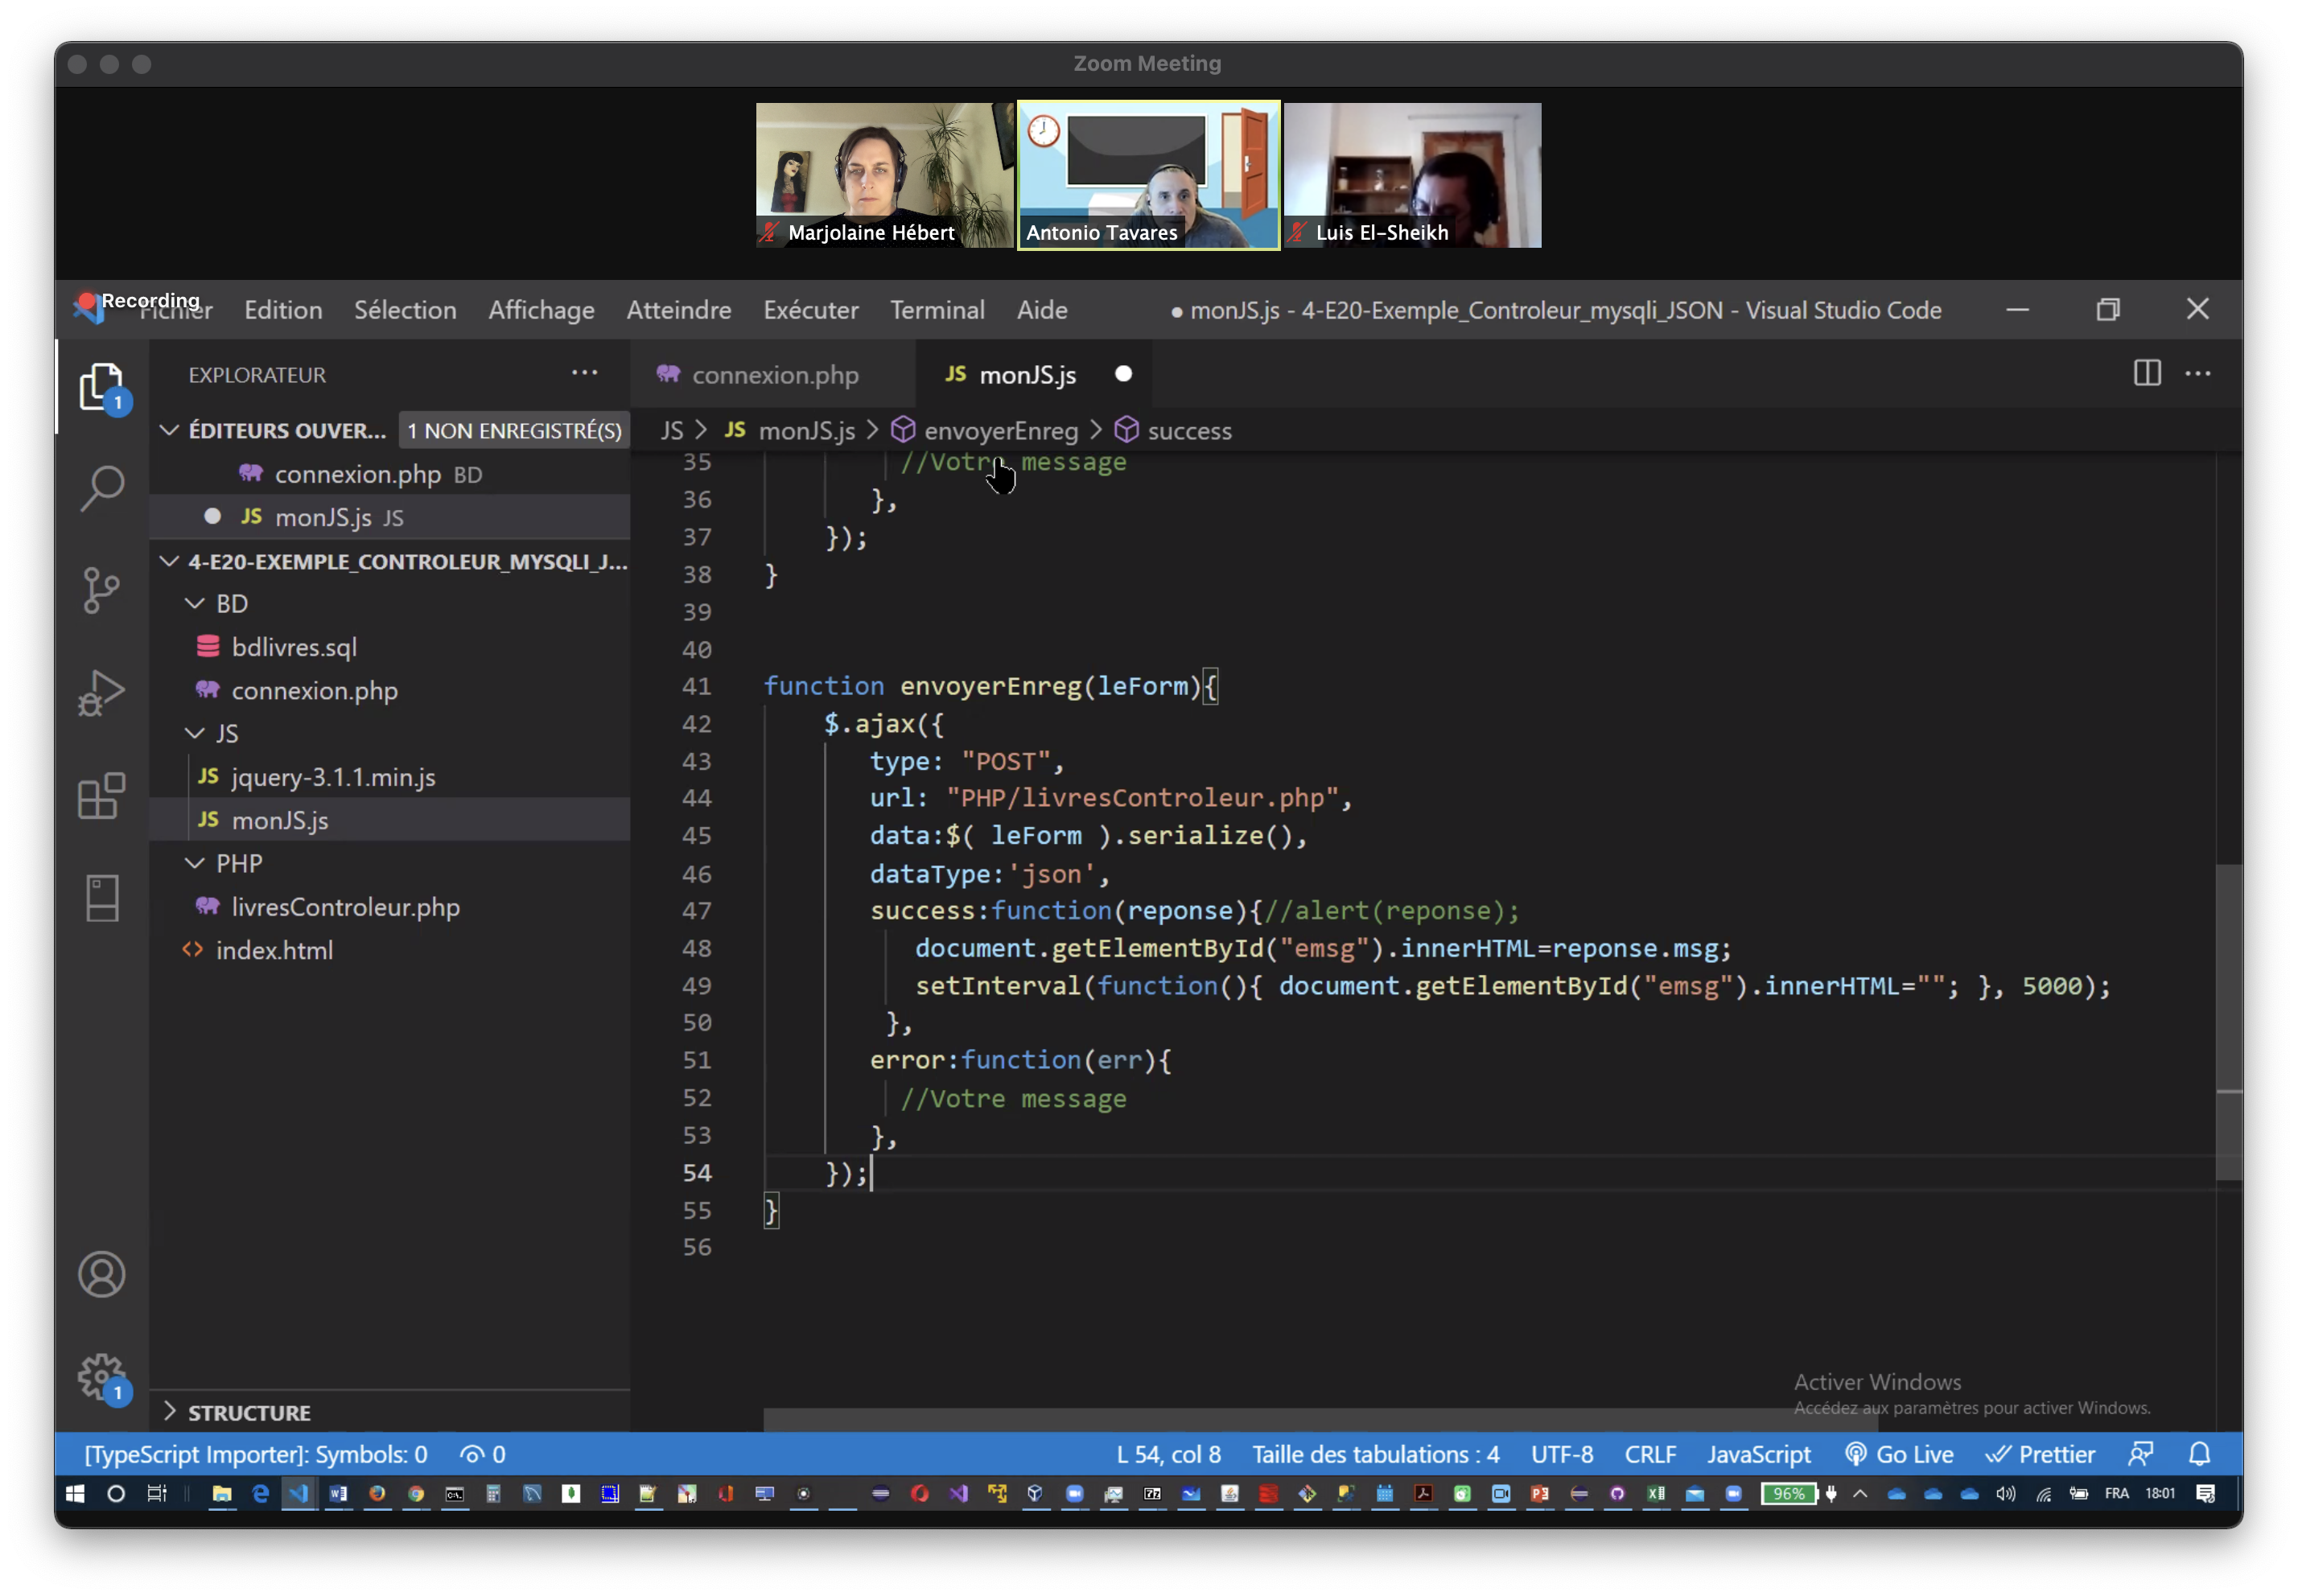 Zoom Meeting
Marjolaine Hébert
Antonio Tavares
Luis El-Sheikh
Recording
Fichier Edition Sélection Affichage Atteindre Exécuter Terminal Aide ● monJS.js - 4-E20-Exemple_Controleur_mysqli_JSON - Visual Studio Code
EXPLORATEUR ...
connexion.php
JS monJS.js
1
ÉDITEURS OUVER... 1 NON ENREGISTRÉ(S)
JS > JS monJS.js > envoyerEnreg > success
connexion.php BD
JS monJS.js JS
4-E20-EXEMPLE_CONTROLEUR_MYSQLI_J...
BD
bdlivres.sql
connexion.php
JS
JS jquery-3.1.1.min.js
JS monJS.js
PHP
livresControleur.php
<> index.html
STRUCTURE
1
35 //Votre message
36 },
37 });
38 }
39
40
41 function envoyerEnreg(leForm){
42 $.ajax({
43 type: "POST",
44 url: "PHP/livresControleur.php",
45 data:$( leForm ).serialize(),
46 dataType:'json',
47 success:function(reponse){//alert(reponse);
48 document.getElementById("emsg").innerHTML=reponse.msg;
49 setInterval(function(){ document.getElementById("emsg").innerHTML=""; }, 5000);
50 },
51 error:function(err){
52 //Votre message
53 },
54 });
55 }
56
Activer Windows
Accédez aux paramètres pour activer Windows.
[TypeScript Importer]: Symbols: 0 0 L 54, col 8 Taille des tabulations : 4 UTF-8 CRLF JavaScript Go Live Prettier
96% FRA 18:01